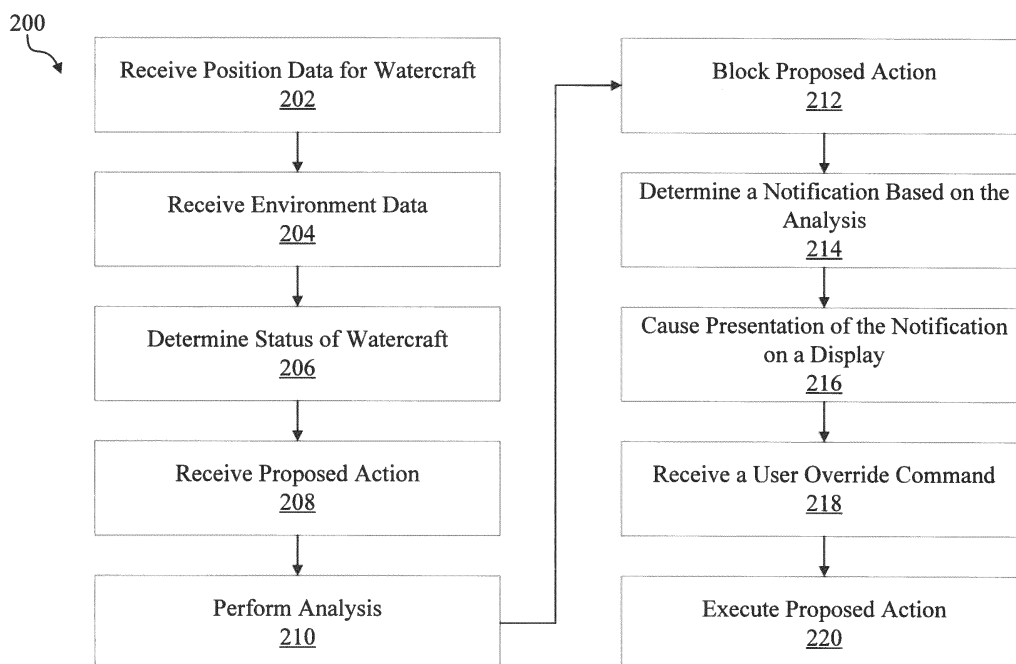 200
Receive Position Data for Watercraft
202
Receive Environment Data
204
Determine Status of Watercraft
206
Receive Proposed Action
208
Perform Analysis
210
Block Proposed Action
212
Determine a Notification Based on the
Analysis
214
Cause Presentation of the Notification
on a Display
216
Receive a User Override Command
218
Execute Proposed Action
220